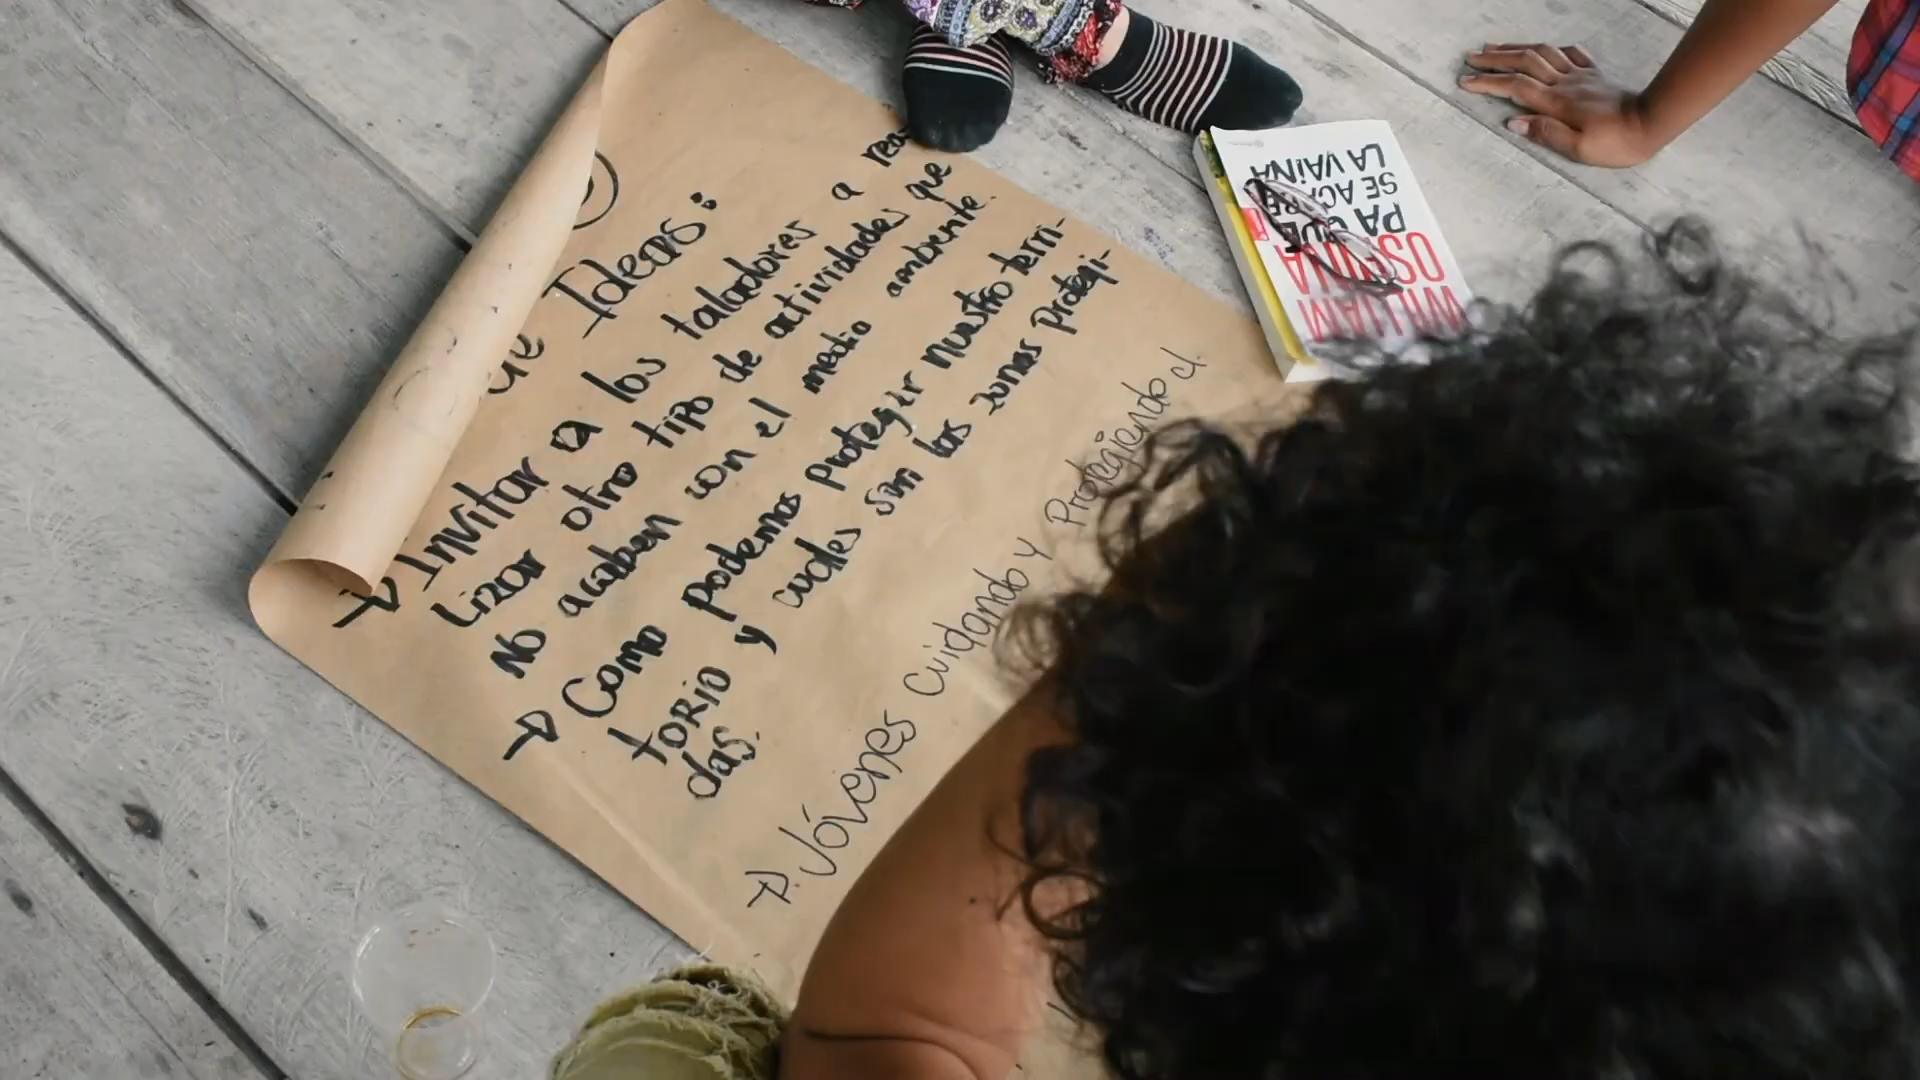 de Ideas:
Invitar a los taladores a rea
lizar otro tipo de actividades que
No acaben con el medio ambiente.
Como podemos proteger nuestro terri-
torio y cuales son las zonas protegi-
das.
Jóvenes cuidando y Protegiendo el
WILLIAM
OSPINA
PA QUE
SE ACABE
LA VAINA